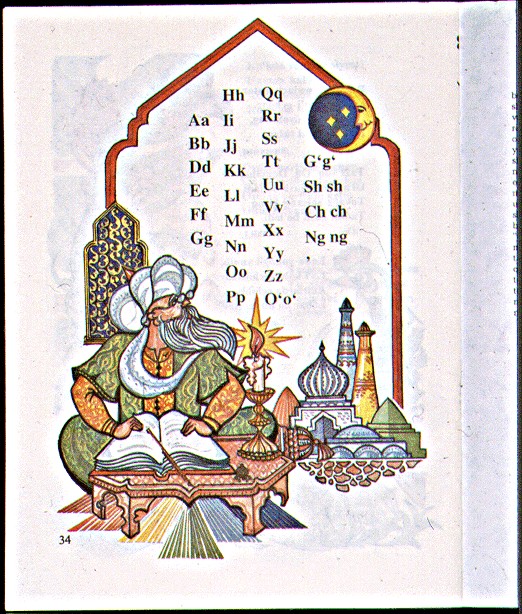 Aa
Bb
Dd
Ee
Ff
Gg
Hh
Ii
Jj
Kk
Ll
Mm
Nn
Oo
Pp
Qq
Rr
Ss
Tt
Uu
Vv
Xx
Yy
Zz
O‘o‘
G‘g‘
Sh sh
Ch ch
Ng ng
’
34